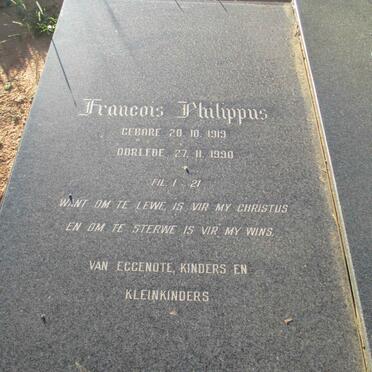 Francois Philippus
GEBORE 20.10.1919
OORLEDE 27.11.1990
FIL. 1 - 21
WANT OM TE LEWE IS VIR MY CHRISTUS
EN OM TE STERWE IS VIR MY WINS.
VAN EGGENOTE, KINDERS EN
KLEINKINDERS